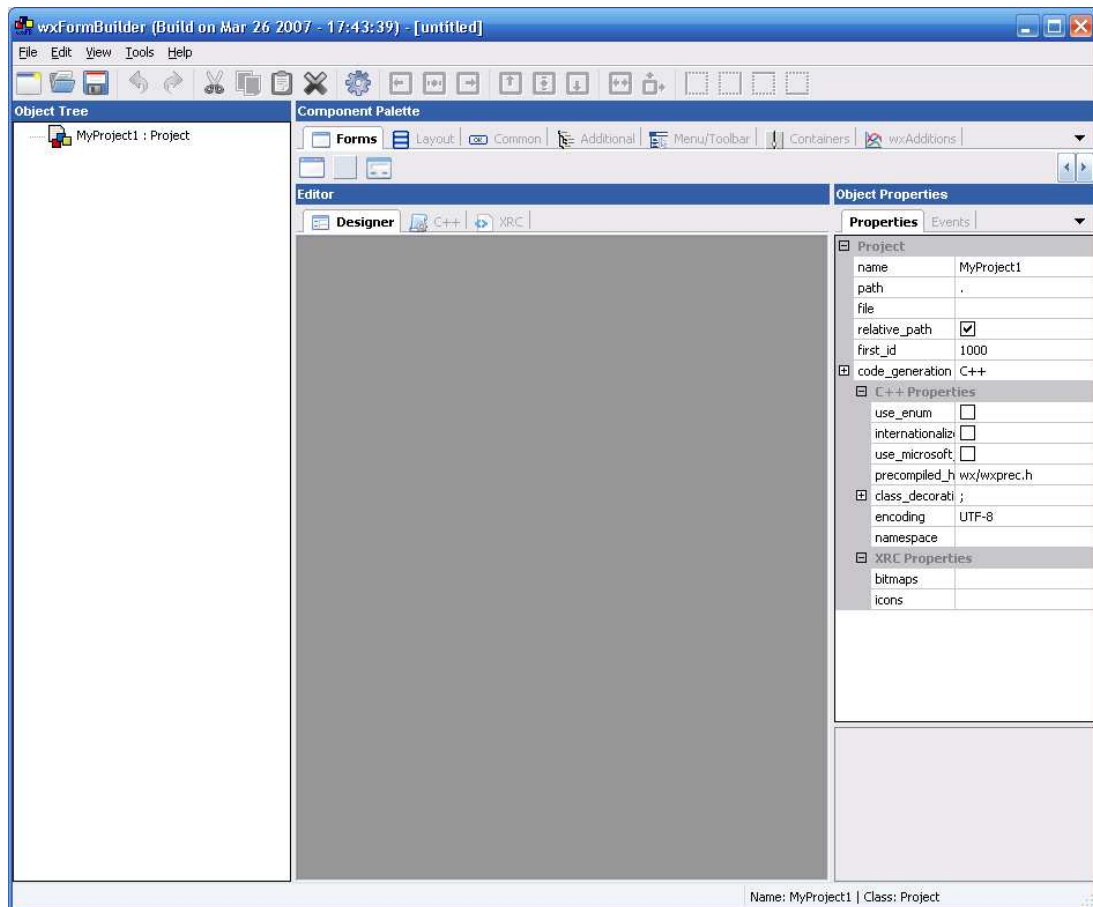 wxFormBuilder (Build on Mar 26 2007 - 17:43:39) - [untitled]
File Edit View Tools Help
Object Tree
MyProject1 : Project
Component Palette
Forms Layout Common Additional Menu/Toolbar Containers wxAdditions
Editor
Designer C++ XRC
Object Properties
Properties Events
Project
name MyProject1
path .
file
relative_path
first_id 1000
code_generation C++
C++ Properties
use_enum
internationaliz
use_microsoft_
precompiled_h wx/wxprec.h
class_decorati ;
encoding UTF-8
namespace
XRC Properties
bitmaps
icons
Name: MyProject1 | Class: Project